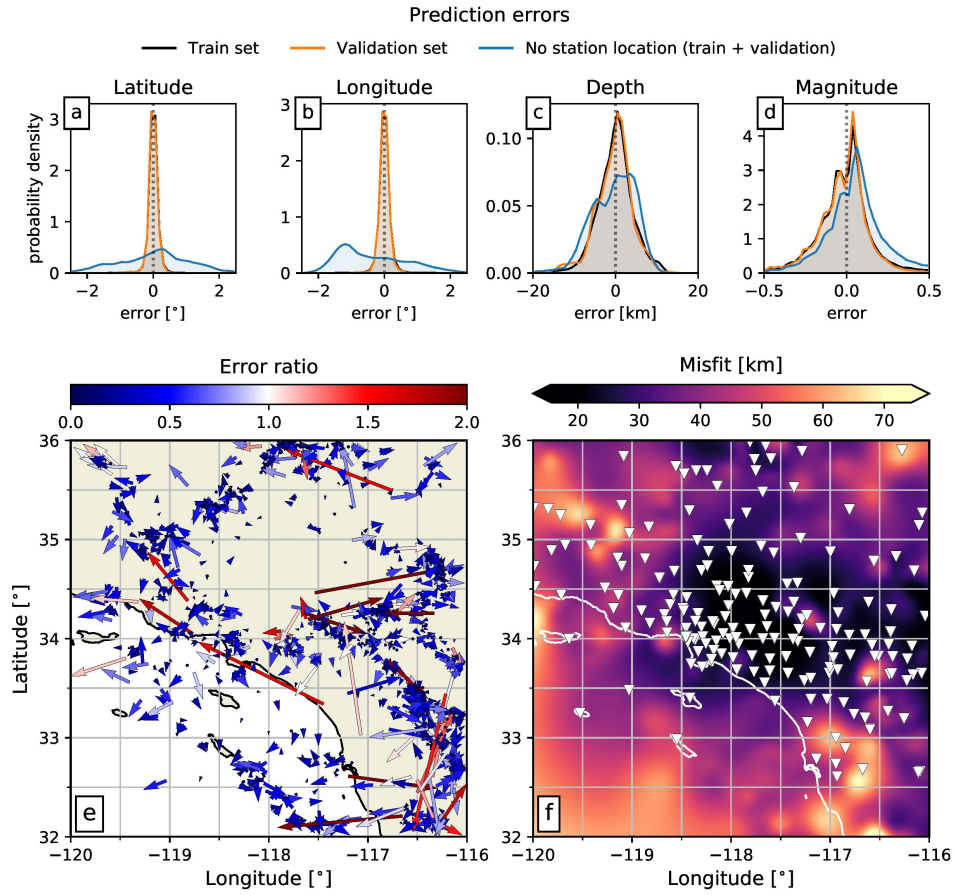 Prediction errors
Train set Validation set No station location (train + validation)
Latitude Longitude Depth Magnitude
a b c d
probability density
3 2 1 0
3 2 1 0
0.10 0.05 0.00
4 3 2 1 0
−2 0 2
−2 0 2
−20 0 20
−0.5 0.0 0.5
error [°] error [°] error [km] error
Error ratio
0.0 0.5 1.0 1.5 2.0
36
35
34
33
32
Latitude [°]
e
−120 −119 −118 −117 −116
Longitude [°]
Misfit [km]
20 30 40 50 60 70
36
35
34
33
32
f
−120 −119 −118 −117 −116
Longitude [°]